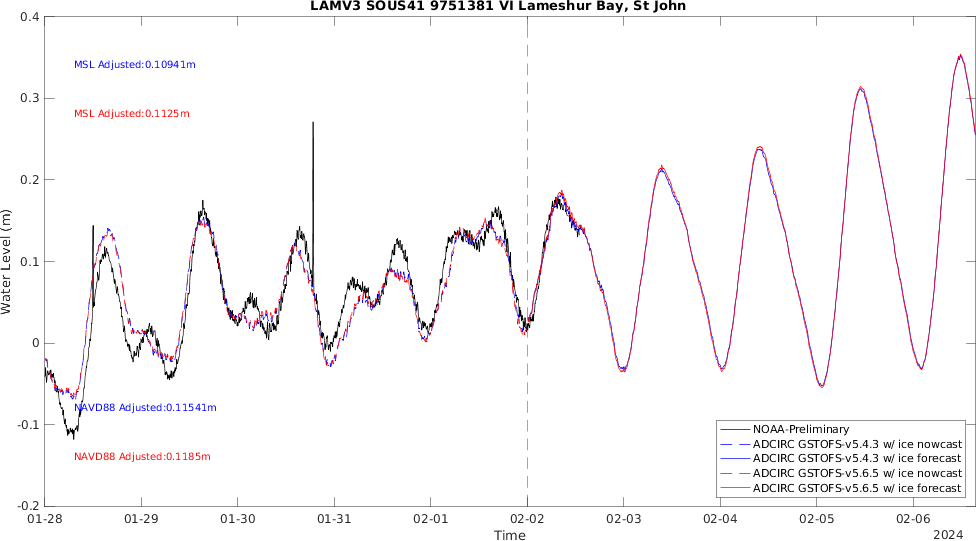 LAMV3 SOUS41 9751381 VI Lameshur Bay, St John
0.4
0.3
0.2
0.1
0
-0.1
-0.2
Water Level (m)
MSL Adjusted:0.10941m
MSL Adjusted:0.1125m
NAVD88 Adjusted:0.11541m
NAVD88 Adjusted:0.1185m
NOAA-Preliminary
ADCIRC GSTOFS-v5.4.3 w/ ice nowcast
ADCIRC GSTOFS-v5.4.3 w/ ice forecast
ADCIRC GSTOFS-v5.6.5 w/ ice nowcast
ADCIRC GSTOFS-v5.6.5 w/ ice forecast
01-28 01-29 01-30 01-31 02-01 02-02 02-03 02-04 02-05 02-06
Time
2024